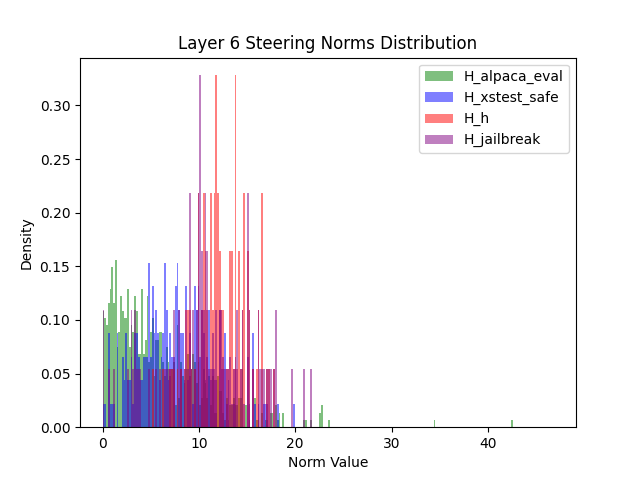 Layer 6 Steering Norms Distribution
H_alpaca_eval
H_xstest_safe
H_h
H_jailbreak
Density
0.30
0.25
0.20
0.15
0.10
0.05
0.00
0 10 20 30 40
Norm Value